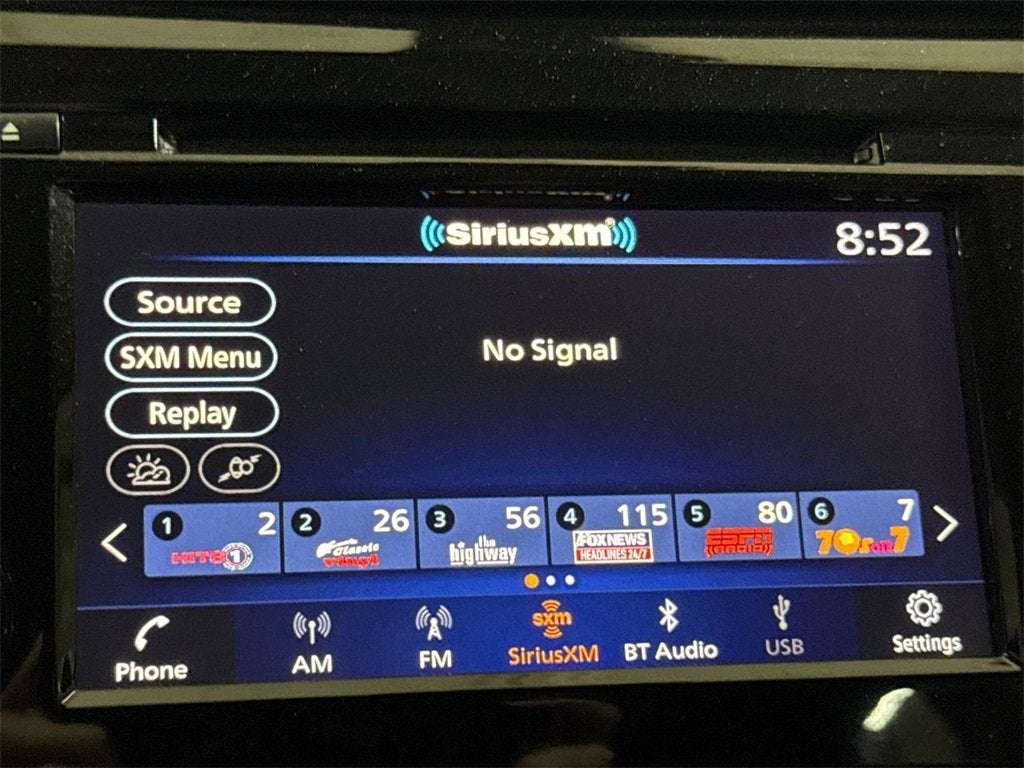 SiriusXM
8:52
Source
No Signal
SXM Menu
Replay
1 2
HITS 1
2 26
Classic Vinyl
3 56
the highway
4 115
FOX NEWS
HEADLINES 24/7
5 80
ESPN
RADIO
6 7
70s on 7
Phone
AM
FM
sxm
SiriusXM
BT Audio
USB
Settings